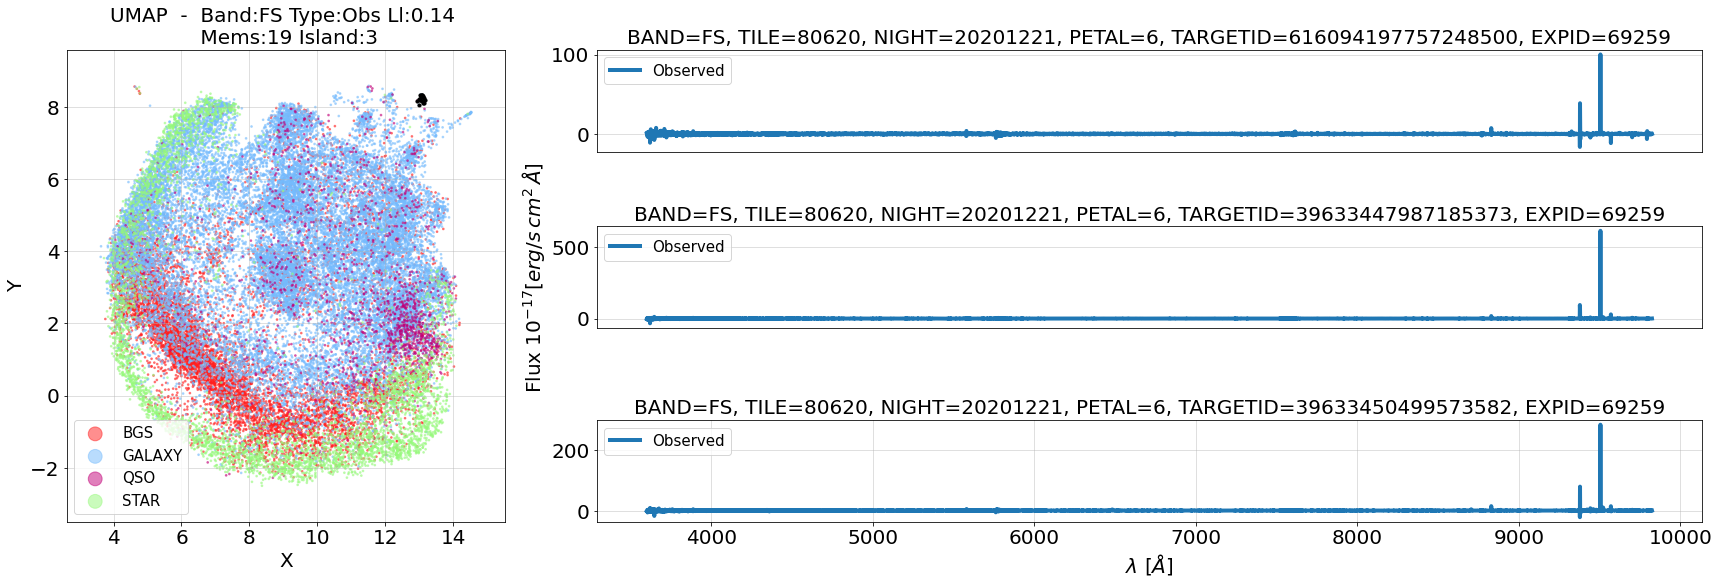 UMAP - Band:FS Type:Obs Ll:0.14
Mems:19 Island:3
8
6
4
2
0
−2
Y
4 6 8 10 12 14
X
BGS
GALAXY
QSO
STAR
Flux 10⁻¹⁷[erg/s cm² Å]
BAND=FS, TILE=80620, NIGHT=20201221, PETAL=6, TARGETID=616094197757248500, EXPID=69259
100
0
Observed
BAND=FS, TILE=80620, NIGHT=20201221, PETAL=6, TARGETID=39633447987185373, EXPID=69259
500
0
Observed
BAND=FS, TILE=80620, NIGHT=20201221, PETAL=6, TARGETID=39633450499573582, EXPID=69259
200
0
Observed
4000 5000 6000 7000 8000 9000 10000
λ [Å]